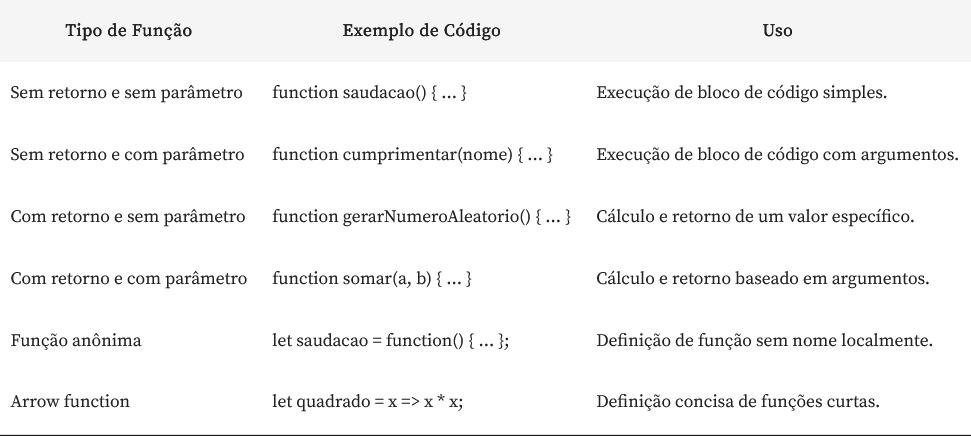 Tipo de Função Exemplo de Código Uso
Sem retorno e sem parâmetro function saudacao() { ... } Execução de bloco de código simples.
Sem retorno e com parâmetro function cumprimentar(nome) { ... } Execução de bloco de código com argumentos.
Com retorno e sem parâmetro function gerarNumeroAleatorio() { ... } Cálculo e retorno de um valor específico.
Com retorno e com parâmetro function somar(a, b) { ... } Cálculo e retorno baseado em argumentos.
Função anônima let saudacao = function() { ... }; Definição de função sem nome localmente.
Arrow function let quadrado = x => x * x; Definição concisa de funções curtas.